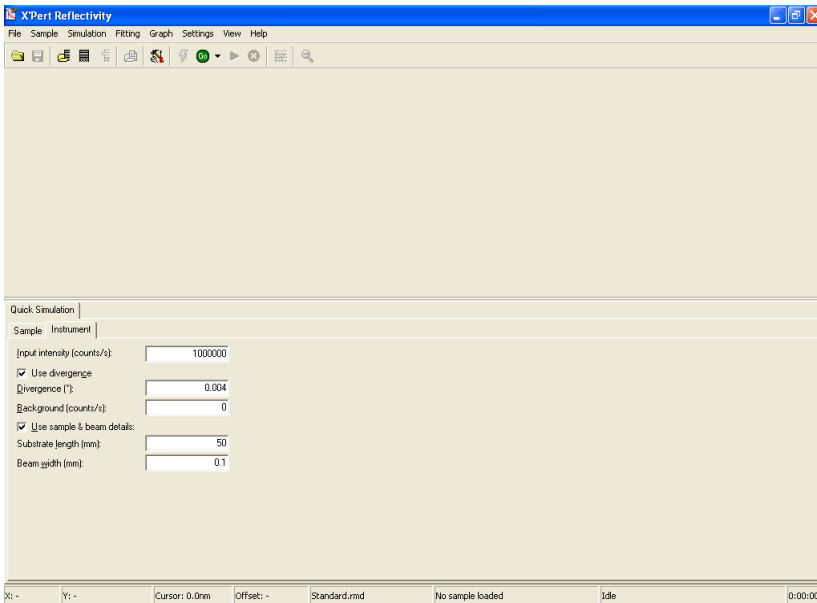 X'Pert Reflectivity
File Sample Simulation Fitting Graph Settings View Help
Go
Quick Simulation
Sample Instrument
Input intensity (counts/s): 1000000
Use divergence
Divergence (°): 0.004
Background (counts/s): 0
Use sample & beam details:
Substrate length (mm): 50
Beam width (mm): 0.1
X: - Y: - Cursor: 0.0nm Offset: - Standard.rmd No sample loaded Idle 0:00:00